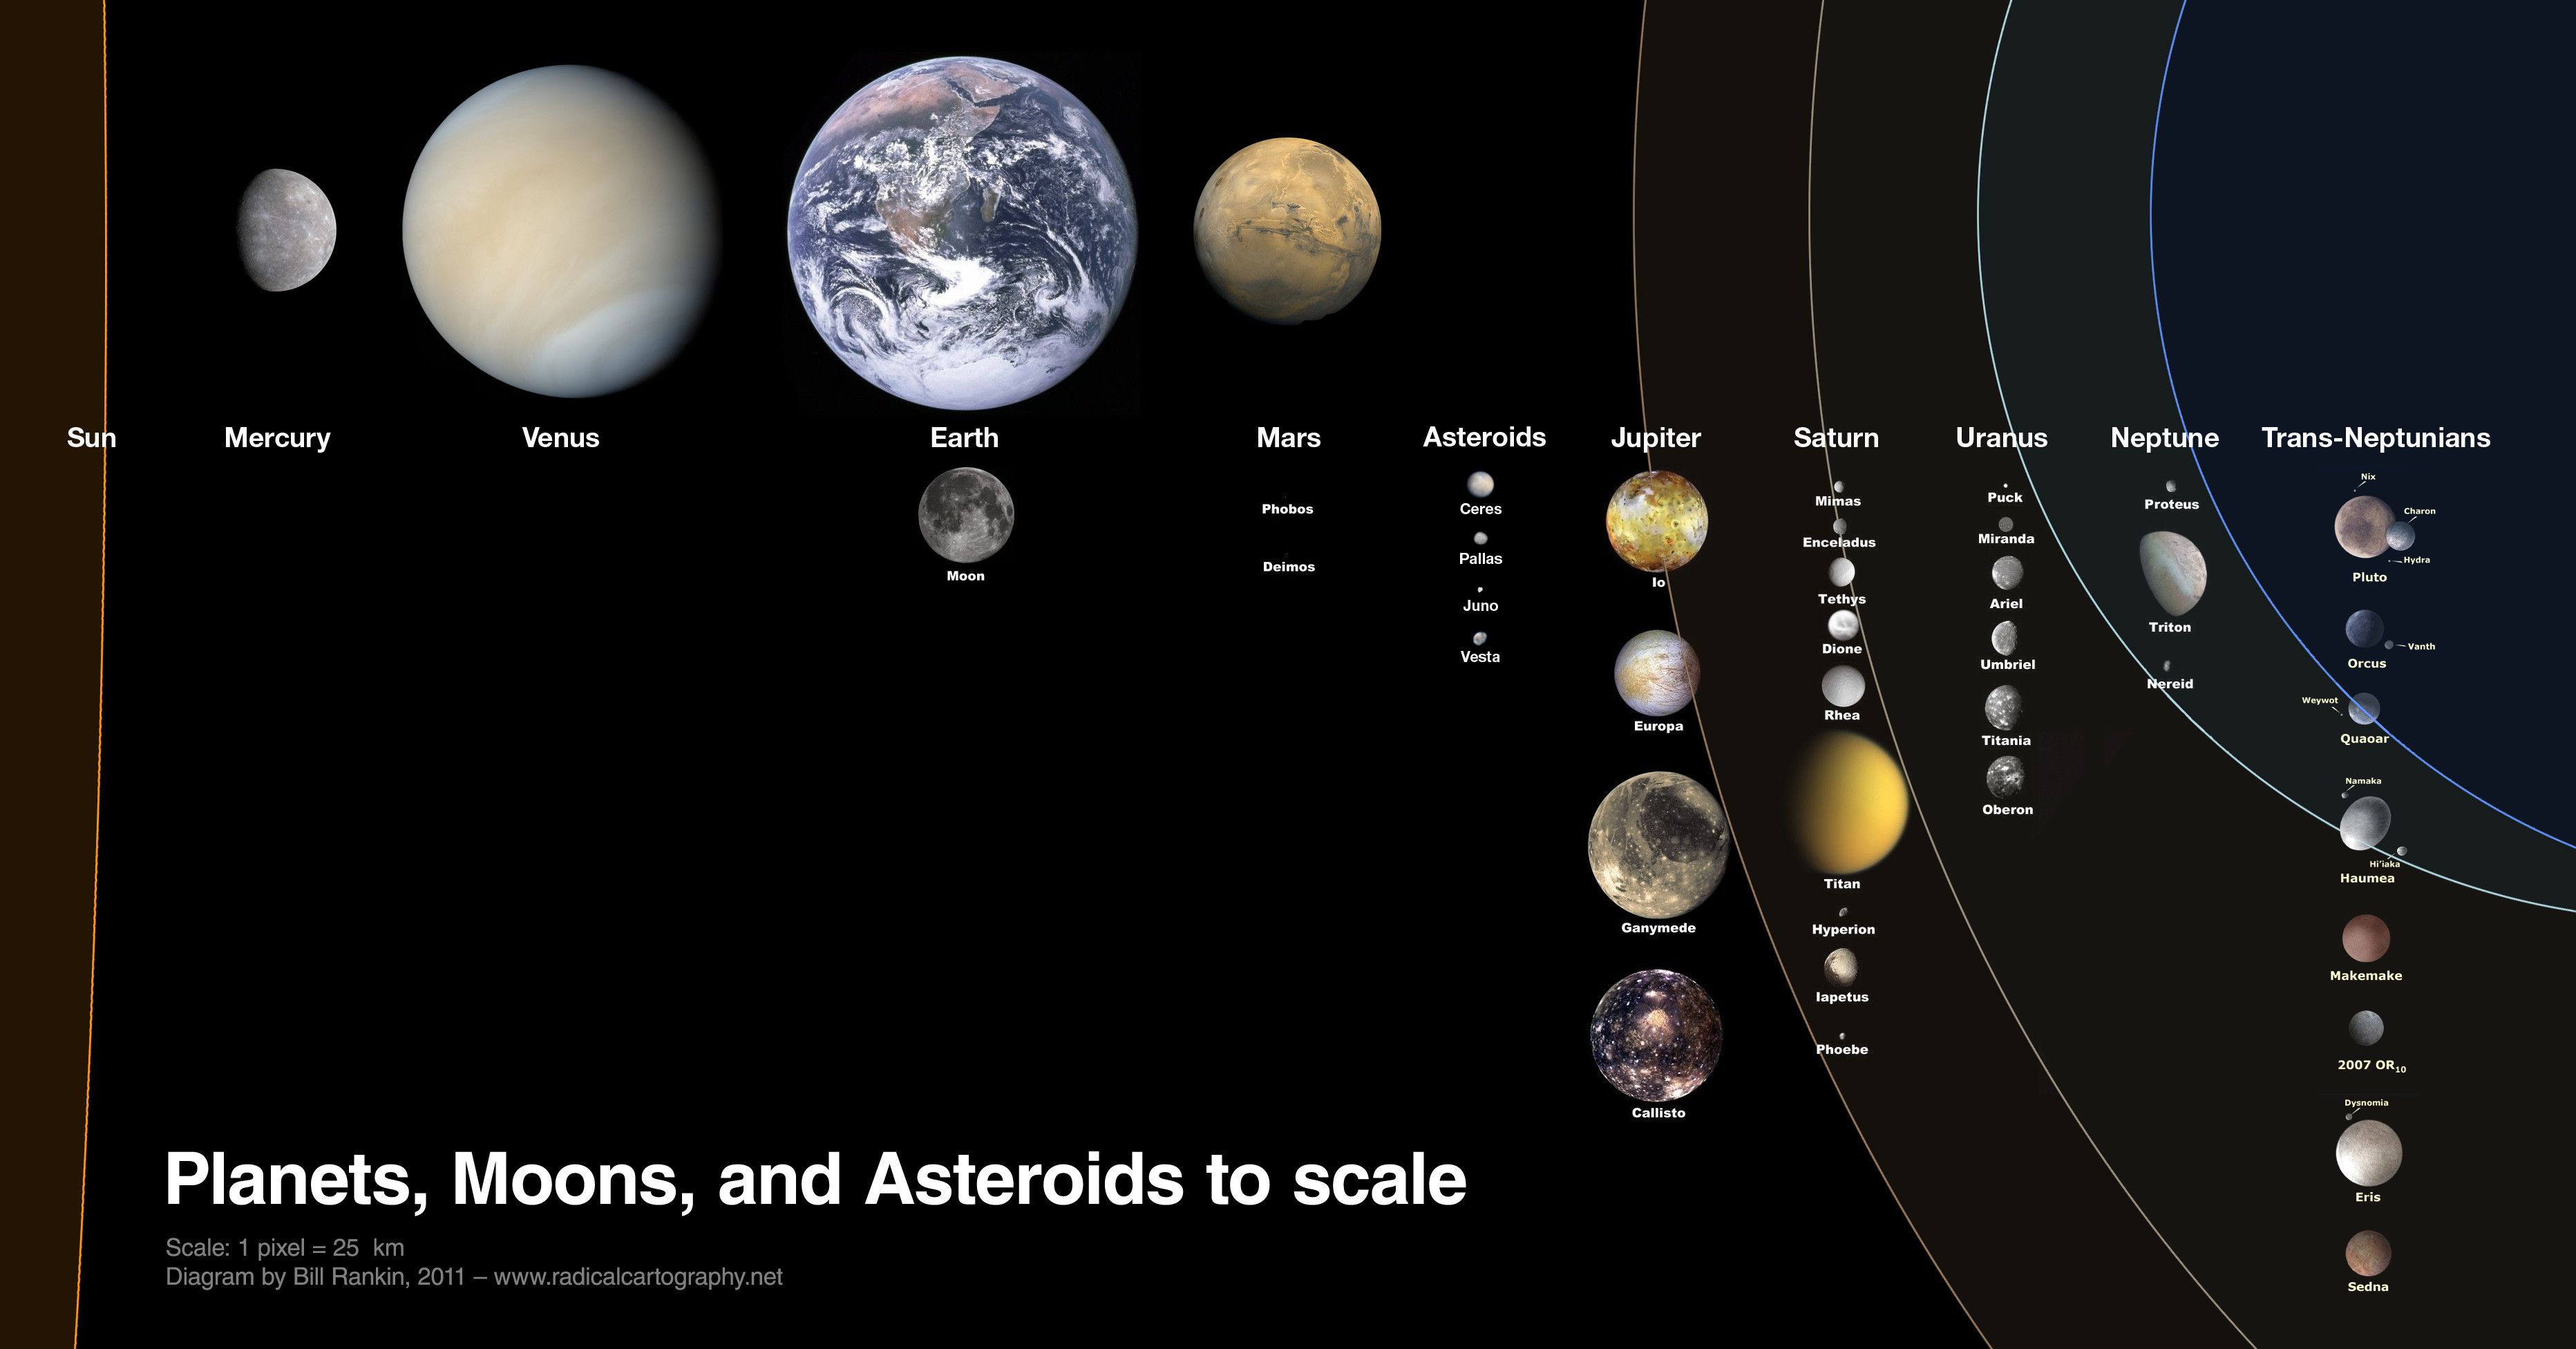 Sun
Mercury
Venus
Earth
Mars
Asteroids
Jupiter
Saturn
Uranus
Neptune
Trans-Neptunians
Moon
Phobos
Deimos
Ceres
Pallas
Juno
Vesta
Io
Europa
Ganymede
Callisto
Mimas
Enceladus
Tethys
Dione
Rhea
Titan
Hyperion
Iapetus
Phoebe
Puck
Miranda
Ariel
Umbriel
Titania
Oberon
Proteus
Triton
Nereid
Nix
Charon
Hydra
Pluto
Vanth
Orcus
Weywot
Quaoar
Namaka
Hi'iaka
Haumea
Makemake
2007 OR10
Dysnomia
Eris
Sedna
Planets, Moons, and Asteroids to scale
Scale: 1 pixel = 25 km
Diagram by Bill Rankin, 2011 – www.radicalcartography.net